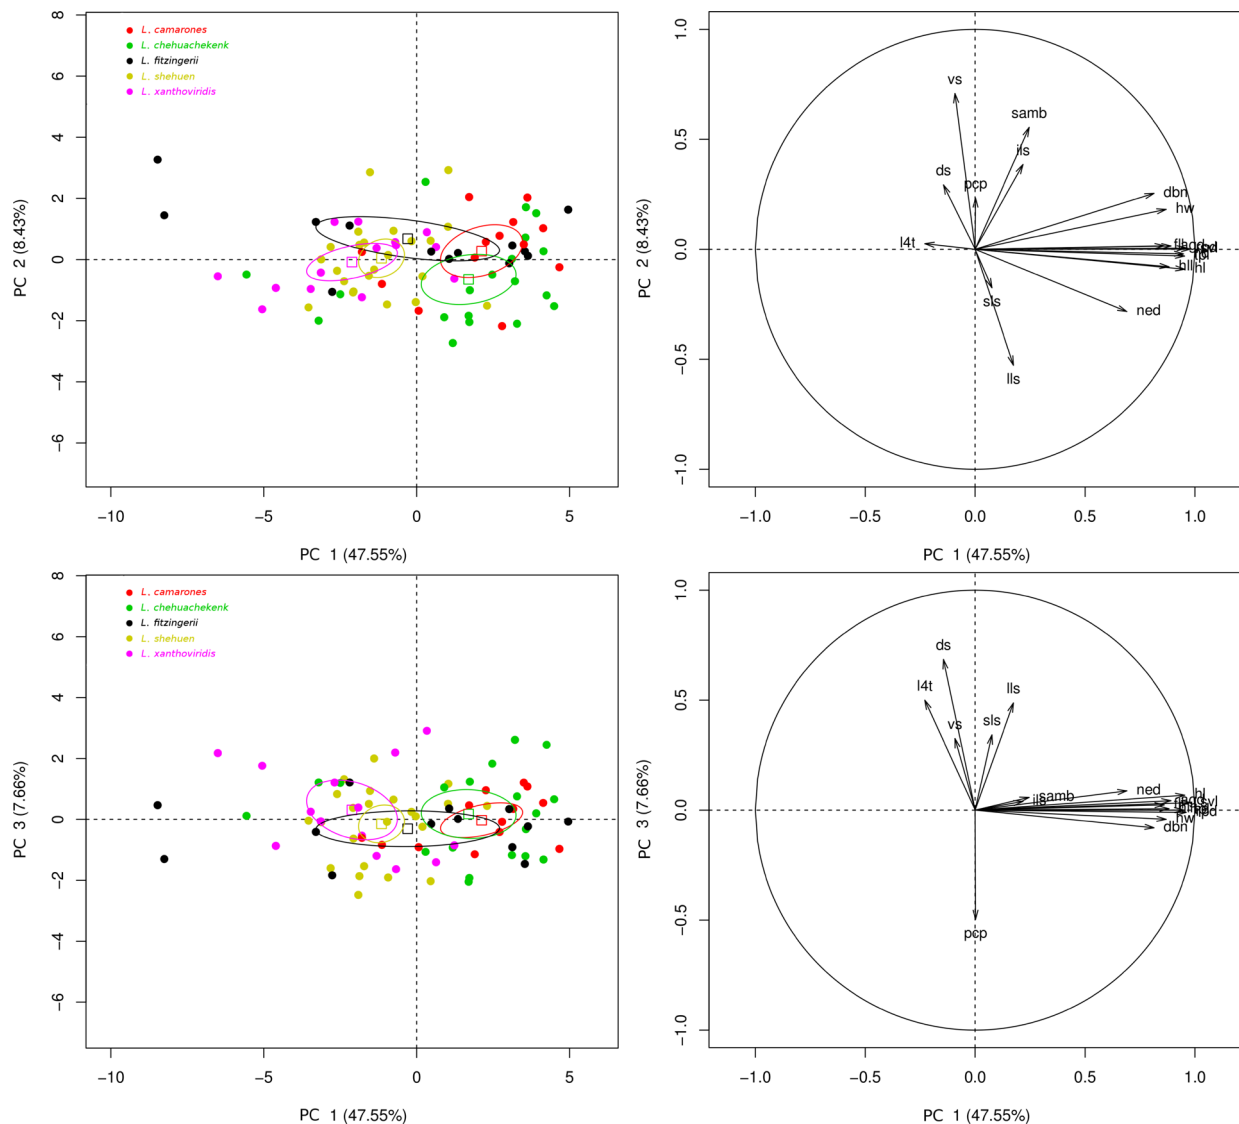 8
6
4
2
0
−2
−4
−6
PC 2 (8.43%)
L. camarones
L. chehuachekenk
L. fitzingerii
L. shehuen
L. xanthoviridis
−10
−5
0
5
PC 1 (47.55%)
1.0
0.5
0.0
−0.5
−1.0
PC 2 (8.43%)
vs
samb
ils
ds
pcp
dbn
hw
l4t
hll
hl
sls
ned
lls
−1.0
−0.5
0.0
0.5
1.0
PC 1 (47.55%)
8
6
4
2
0
−2
−4
−6
PC 3 (7.66%)
L. camarones
L. chehuachekenk
L. fitzingerii
L. shehuen
L. xanthoviridis
−10
−5
0
5
PC 1 (47.55%)
1.0
0.5
0.0
−0.5
−1.0
PC 3 (7.66%)
ds
l4t
lls
vs
sls
ned
hl
samb
ils
hw
dbn
pcp
−1.0
−0.5
0.0
0.5
1.0
PC 1 (47.55%)